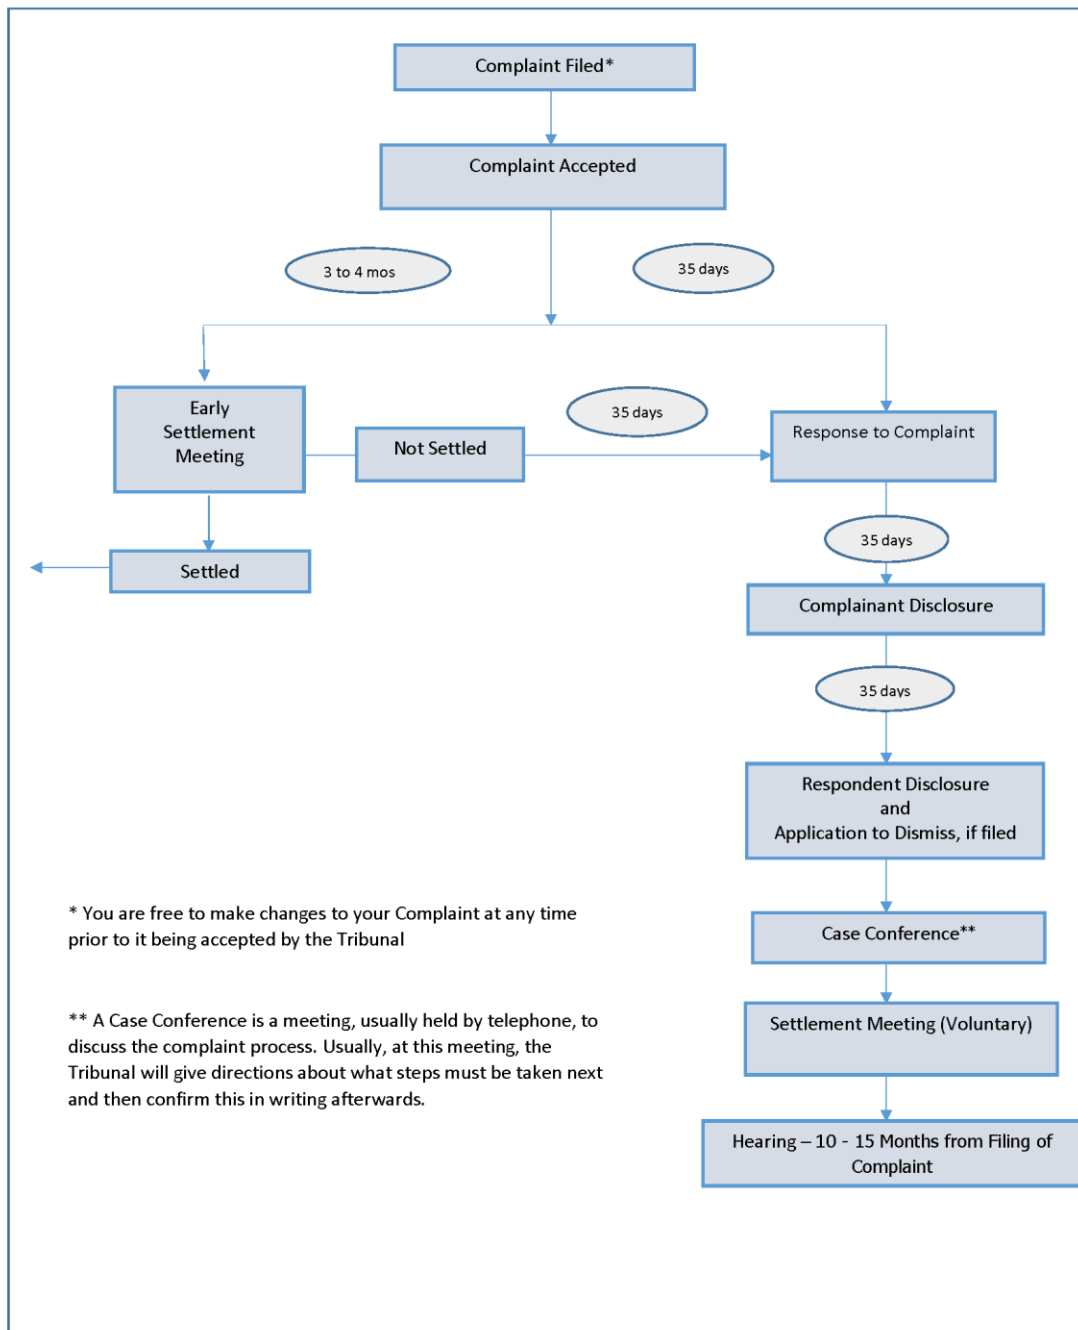 Complaint Filed*
Complaint Accepted
3 to 4 mos
35 days
Early
Settlement
Meeting
Not Settled
35 days
Response to Complaint
Settled
35 days
Complainant Disclosure
35 days
Respondent Disclosure
and
Application to Dismiss, if filed
Case Conference**
Settlement Meeting (Voluntary)
Hearing – 10 - 15 Months from Filing of
Complaint
* You are free to make changes to your Complaint at any time
prior to it being accepted by the Tribunal
** A Case Conference is a meeting, usually held by telephone, to
discuss the complaint process. Usually, at this meeting, the
Tribunal will give directions about what steps must be taken next
and then confirm this in writing afterwards.